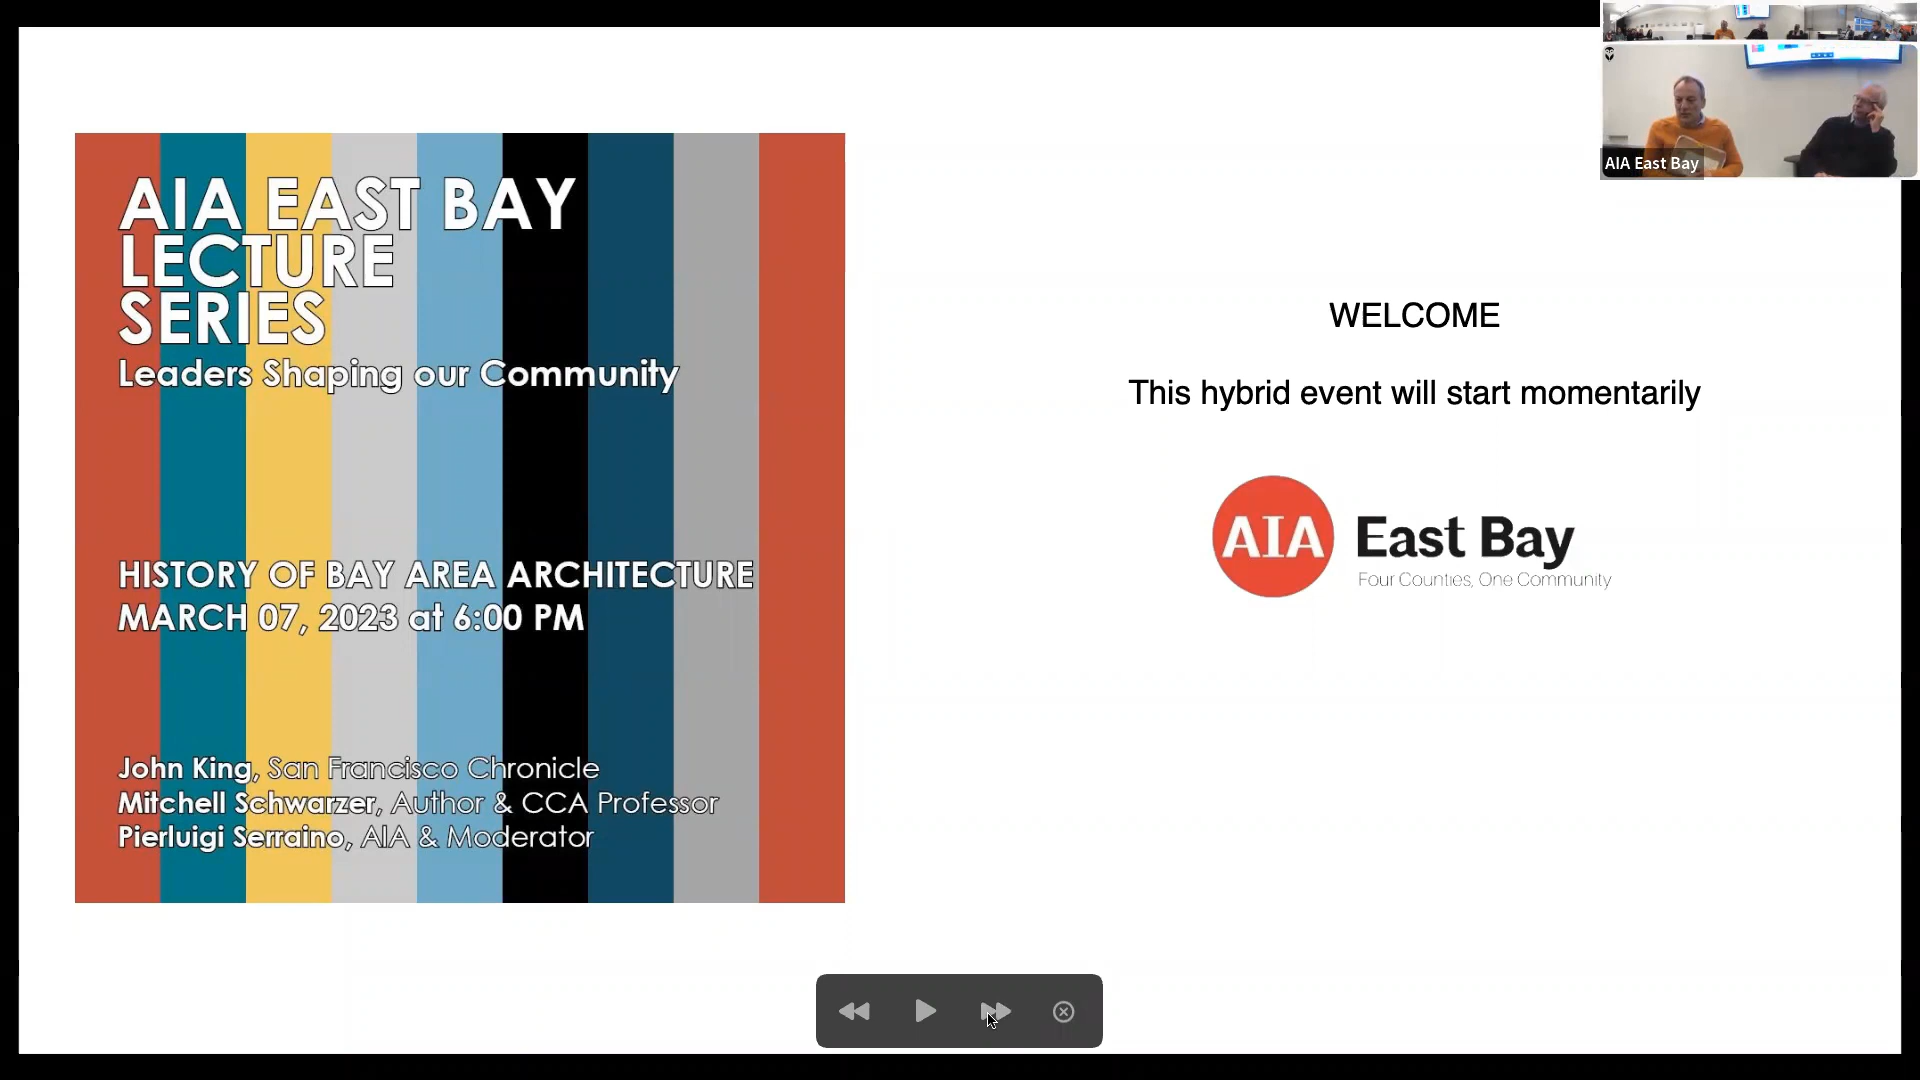 AIA EAST BAY
LECTURE
SERIES
Leaders Shaping our Community
HISTORY OF BAY AREA ARCHITECTURE
MARCH 07, 2023 at 6:00 PM
John King, San Francisco Chronicle
Mitchell Schwarzer, Author & CCA Professor
Pierluigi Serraino, AIA & Moderator
WELCOME
This hybrid event will start momentarily
AIA East Bay
Four Counties, One Community
AIA East Bay